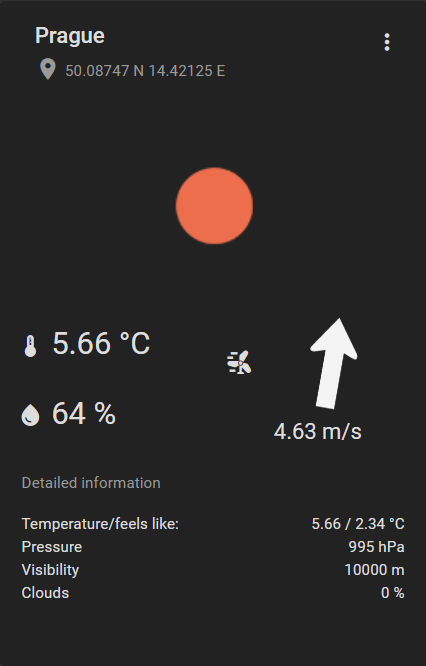 Prague
50.08747 N 14.42125 E
5.66 °C
64 %
4.63 m/s
Detailed information
Temperature/feels like: 5.66 / 2.34 °C
Pressure 995 hPa
Visibility 10000 m
Clouds 0 %